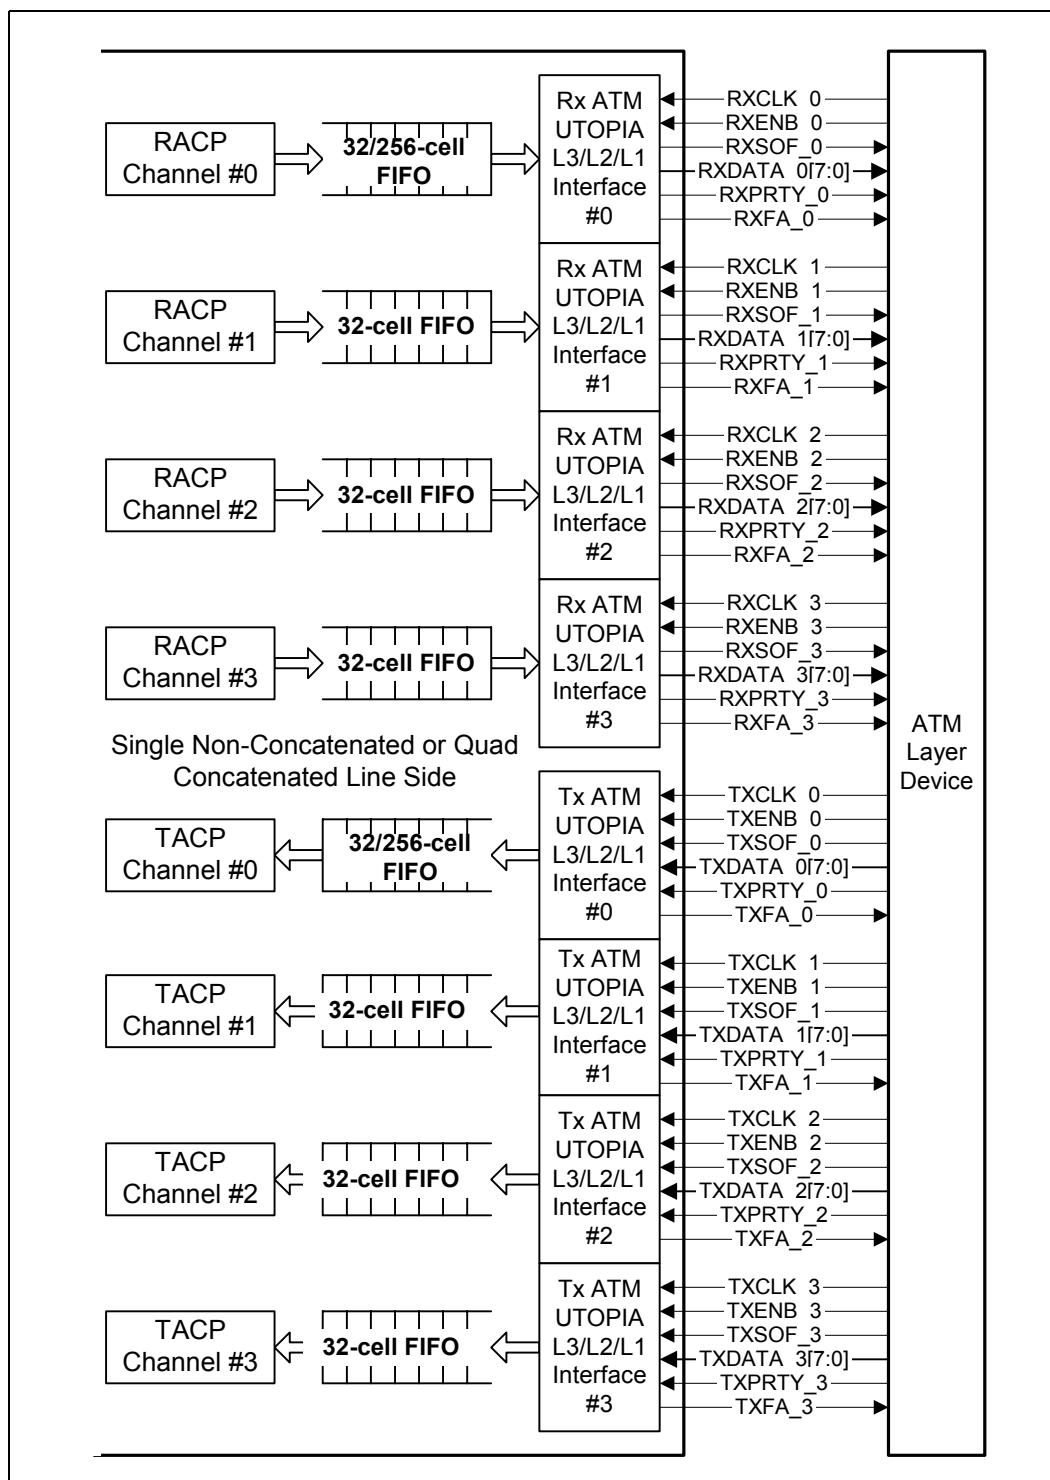 RACP
Channel #0
32/256-cell
FIFO
Rx ATM
UTOPIA
L3/L2/L1
Interface
#0
RXCLK_0
RXENB_0
RXSOF_0
RXDATA_0[7:0]
RXPRTY_0
RXFA_0
RACP
Channel #1
32-cell FIFO
Rx ATM
UTOPIA
L3/L2/L1
Interface
#1
RXCLK_1
RXENB_1
RXSOF_1
RXDATA_1[7:0]
RXPRTY_1
RXFA_1
RACP
Channel #2
32-cell FIFO
Rx ATM
UTOPIA
L3/L2/L1
Interface
#2
RXCLK_2
RXENB_2
RXSOF_2
RXDATA_2[7:0]
RXPRTY_2
RXFA_2
RACP
Channel #3
32-cell FIFO
Rx ATM
UTOPIA
L3/L2/L1
Interface
#3
RXCLK_3
RXENB_3
RXSOF_3
RXDATA_3[7:0]
RXPRTY_3
RXFA_3
Single Non-Concatenated or Quad
Concatenated Line Side
ATM
Layer
Device
TACP
Channel #0
32/256-cell
FIFO
Tx ATM
UTOPIA
L3/L2/L1
Interface
#0
TXCLK_0
TXENB_0
TXSOF_0
TXDATA_0[7:0]
TXPRTY_0
TXFA_0
TACP
Channel #1
32-cell FIFO
Tx ATM
UTOPIA
L3/L2/L1
Interface
#1
TXCLK_1
TXENB_1
TXSOF_1
TXDATA_1[7:0]
TXPRTY_1
TXFA_1
TACP
Channel #2
32-cell FIFO
Tx ATM
UTOPIA
L3/L2/L1
Interface
#2
TXCLK_2
TXENB_2
TXSOF_2
TXDATA_2[7:0]
TXPRTY_2
TXFA_2
TACP
Channel #3
32-cell FIFO
Tx ATM
UTOPIA
L3/L2/L1
Interface
#3
TXCLK_3
TXENB_3
TXSOF_3
TXDATA_3[7:0]
TXPRTY_3
TXFA_3